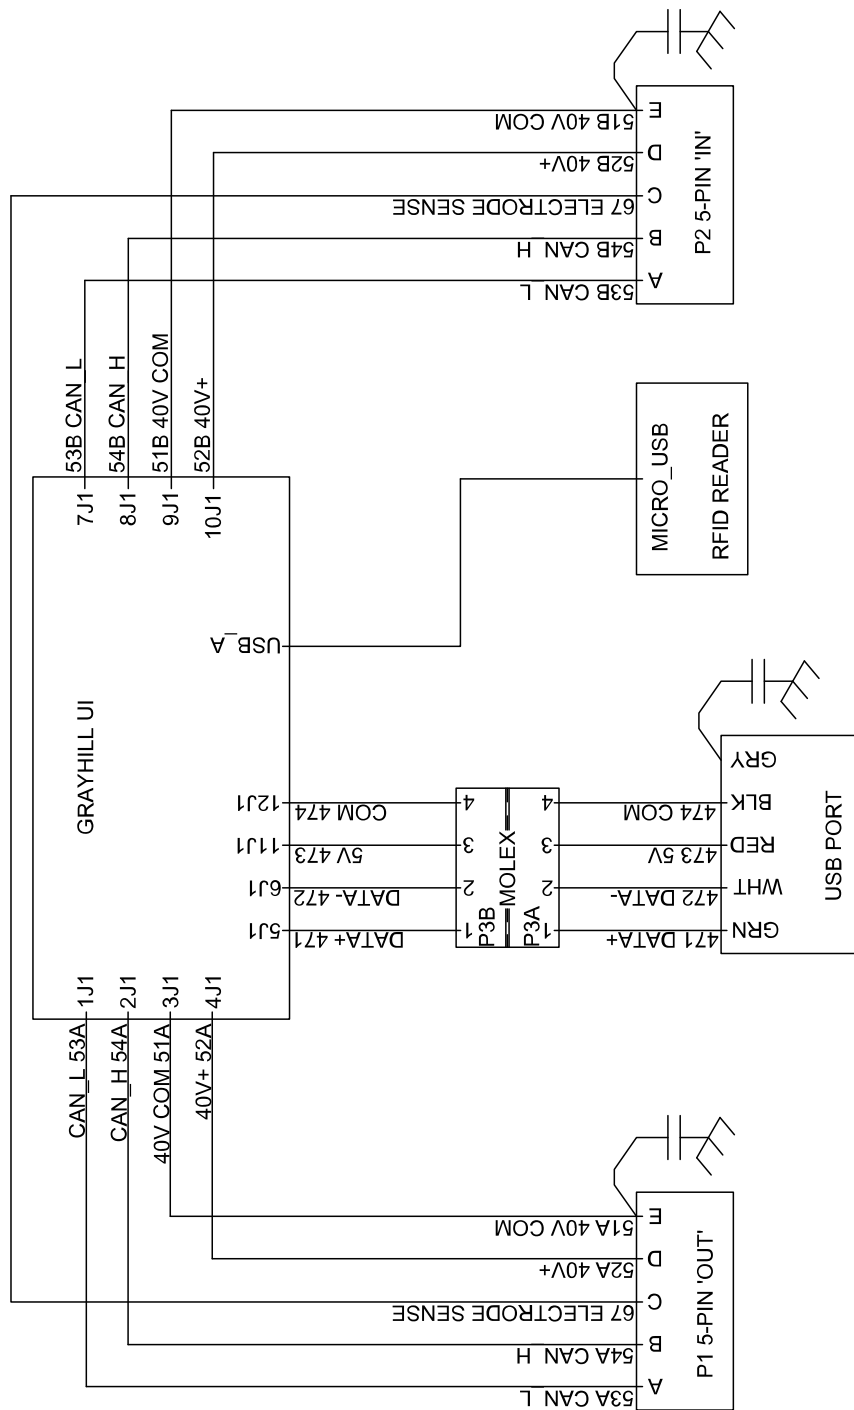 E
51B 40V COM
D
52B 40V+
C
67 ELECTRODE SENSE
B
54B CAN_H
A
53B CAN_L
P2 5-PIN 'IN'
53B CAN_L
54B CAN_H
51B 40V COM
52B 40V+
7J1
8J1
9J1
10J1
MICRO_USB
RFID READER
USB_A
GRAYHILL UI
12J1
COM 474
11J1
5V 473
6J1
DATA- 472
5J1
DATA+ 471
4
3
2
1
P3B
MOLEX
P3A
4
3
2
1
474 COM
473 5V
472 DATA-
471 DATA+
GRY
BLK
RED
WHT
GRN
USB PORT
1J1
2J1
3J1
4J1
CAN_L 53A
CAN_H 54A
40V COM 51A
40V+ 52A
E
51A 40V COM
D
52A 40V+
C
67 ELECTRODE SENSE
B
54A CAN_H
A
53A CAN_L
P1 5-PIN 'OUT'